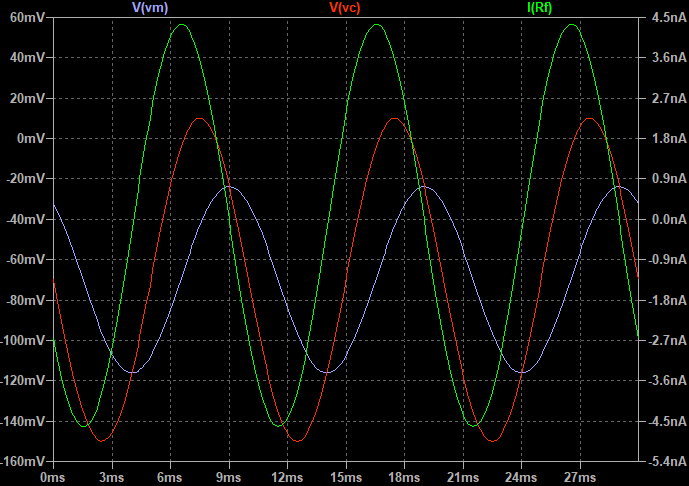 V(vm) V(vc) I(Rf)
60mV 4.5nA
40mV 3.6nA
20mV 2.7nA
0mV 1.8nA
-20mV 0.9nA
-40mV 0.0nA
-60mV -0.9nA
-80mV -1.8nA
-100mV -2.7nA
-120mV -3.6nA
-140mV -4.5nA
-160mV -5.4nA
0ms 3ms 6ms 9ms 12ms 15ms 18ms 21ms 24ms 27ms